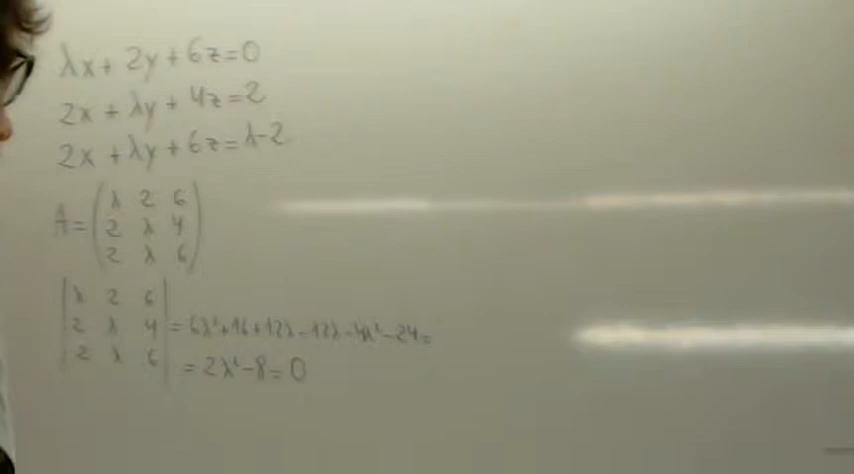 λx + 2y + 6z = 0
2x + λy + 4z = 2
2x + λy + 6z = λ-2
A = (λ 2 6
2 λ 4
2 λ 6)
|λ 2 6|
|2 λ 4| = 6λ²+16+12λ-12λ-4λ²-24 =
|2 λ 6|
= 2λ²-8 = 0